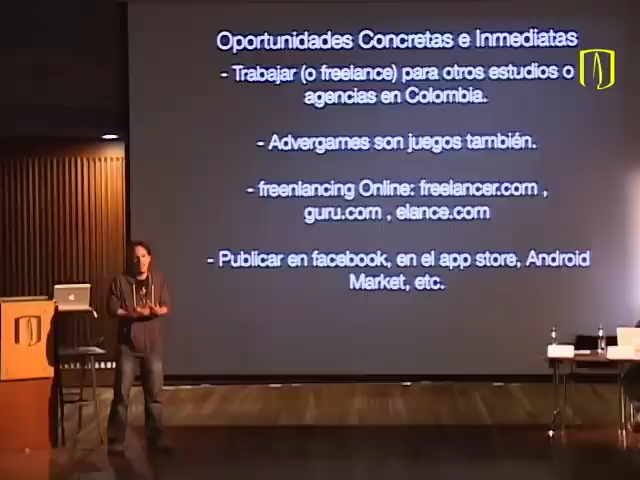 Oportunidades Concretas e Inmediatas
- Trabajar (o freelance) para otros estudios o
agencias en Colombia.
- Advergames son juegos también.
- freenlancing Online: freelancer.com ,
guru.com , elance.com
- Publicar en facebook, en el app store, Android
Market, etc.